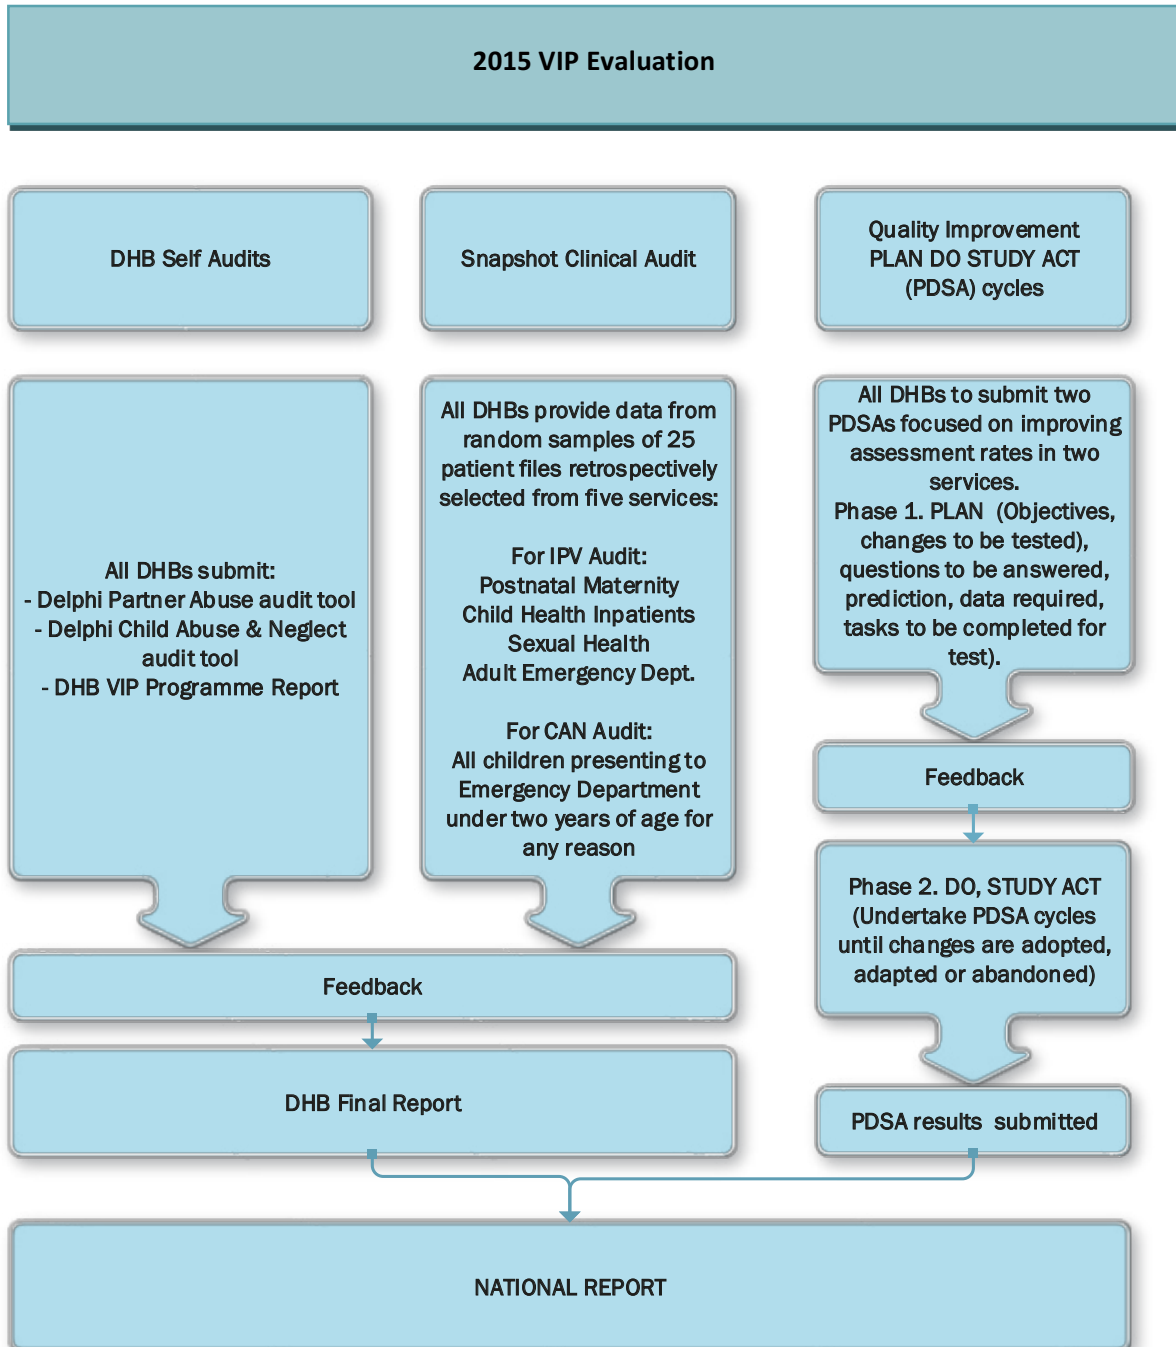 2015 VIP Evaluation
DHB Self Audits
Snapshot Clinical Audit
Quality Improvement
PLAN DO STUDY ACT
(PDSA) cycles
All DHBs submit:
- Delphi Partner Abuse audit tool
- Delphi Child Abuse & Neglect
audit tool
- DHB VIP Programme Report
All DHBs provide data from
random samples of 25
patient files retrospectively
selected from five services:
For IPV Audit:
Postnatal Maternity
Child Health Inpatients
Sexual Health
Adult Emergency Dept.
For CAN Audit:
All children presenting to
Emergency Department
under two years of age for
any reason
All DHBs to submit two
PDSAs focused on improving
assessment rates in two
services.
Phase 1. PLAN (Objectives,
changes to be tested),
questions to be answered,
prediction, data required,
tasks to be completed for
test).
Feedback
Phase 2. DO, STUDY ACT
(Undertake PDSA cycles
until changes are adopted,
adapted or abandoned)
Feedback
DHB Final Report
PDSA results submitted
NATIONAL REPORT